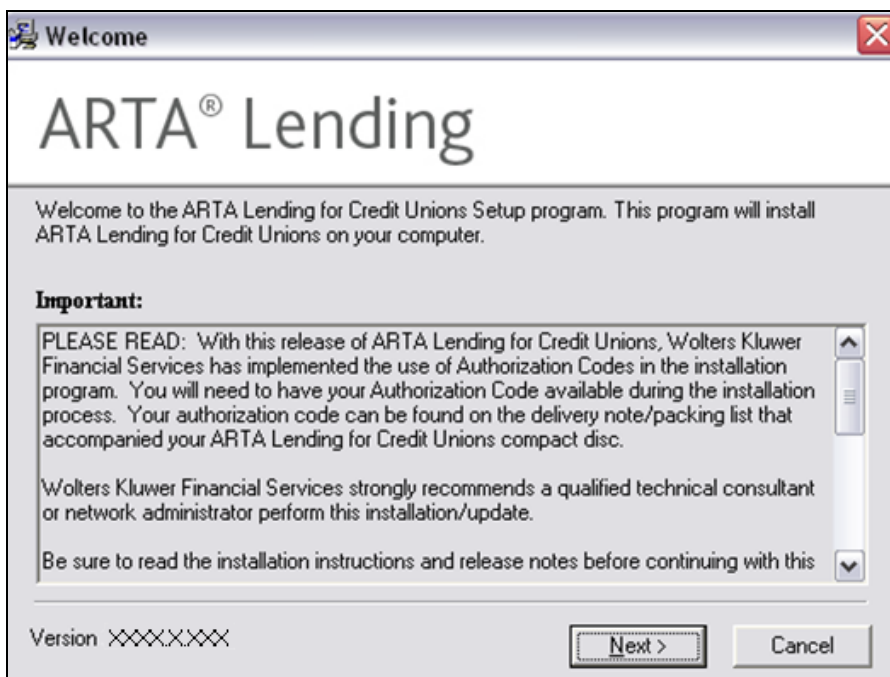 Welcome
ARTA® Lending
Welcome to the ARTA Lending for Credit Unions Setup program. This program will install
ARTA Lending for Credit Unions on your computer.
Important:
PLEASE READ: With this release of ARTA Lending for Credit Unions, Wolters Kluwer
Financial Services has implemented the use of Authorization Codes in the installation
program. You will need to have your Authorization Code available during the installation
process. Your authorization code can be found on the delivery note/packing list that
accompanied your ARTA Lending for Credit Unions compact disc.
Wolters Kluwer Financial Services strongly recommends a qualified technical consultant
or network administrator perform this installation/update.
Be sure to read the installation instructions and release notes before continuing with this
Version XXXX.X.XXX
Next >
Cancel